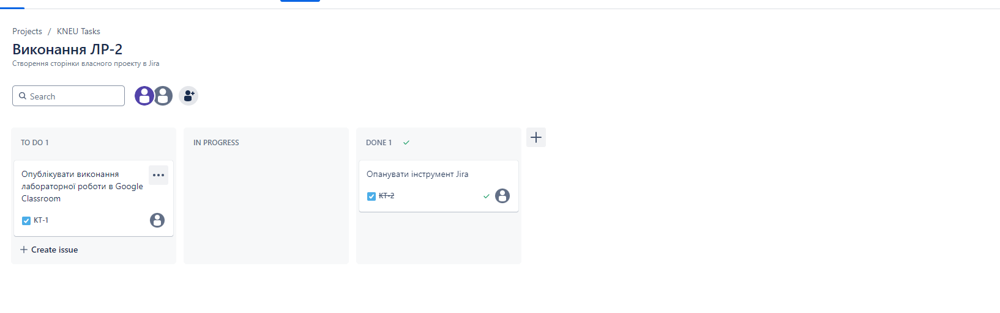 Projects / KNEU Tasks
Виконання ЛР-2
Створення сторінки власного проекту в Jira
Search
TO DO 1
Опублікувати виконання
лабораторної роботи в Google
Classroom
KT-1
Create issue
IN PROGRESS
DONE 1
Опанувати інструмент Jira
KT-2